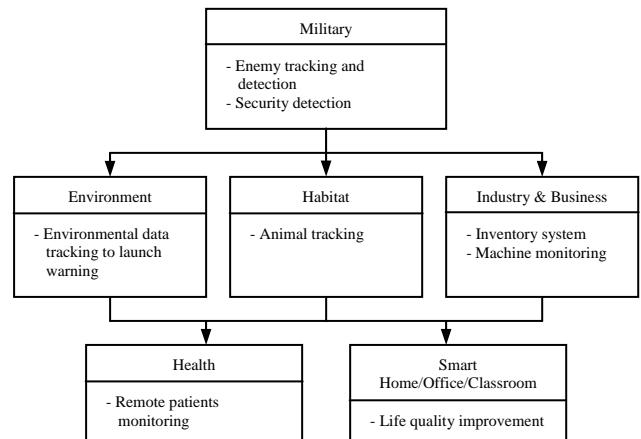 Military
- Enemy tracking and
detection
- Security detection
Environment
- Environmental data
tracking to launch
warning
Habitat
- Animal tracking
Industry & Business
- Inventory system
- Machine monitoring
Health
- Remote patients
monitoring
Smart
Home/Office/Classroom
- Life quality improvement